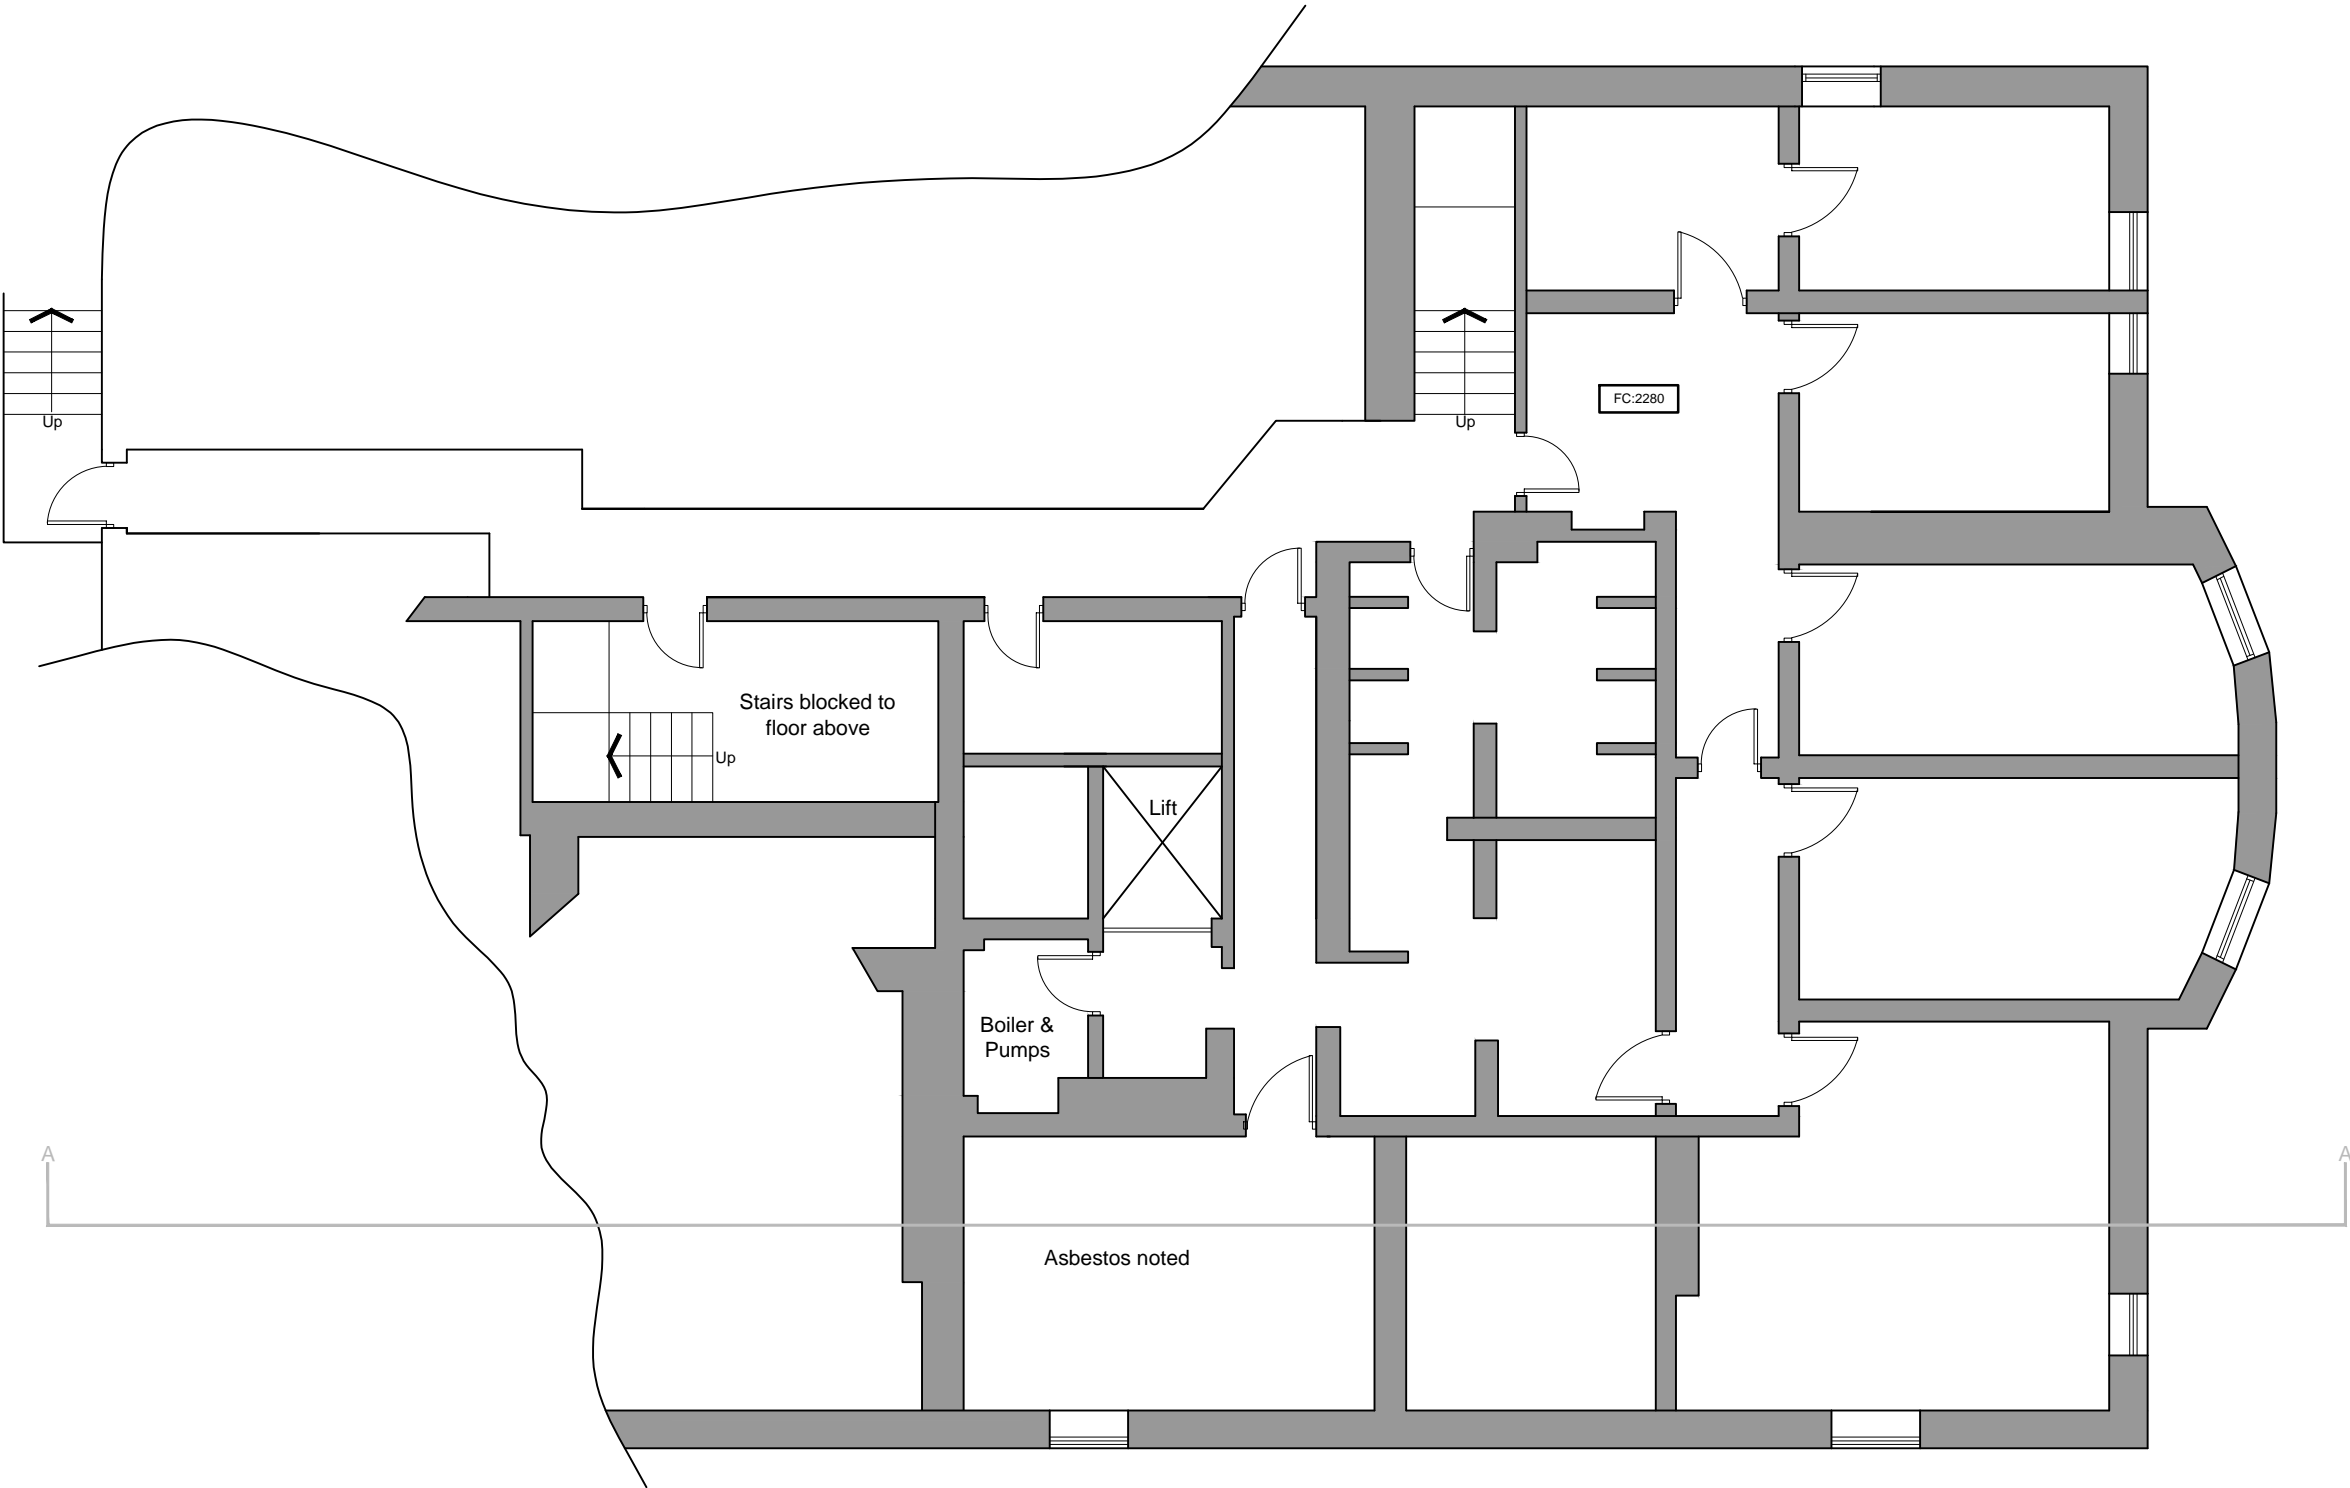 FC:2280
Up
Up
Stairs blocked to
floor above
Up
Lift
Boiler &
Pumps
A
A
Asbestos noted